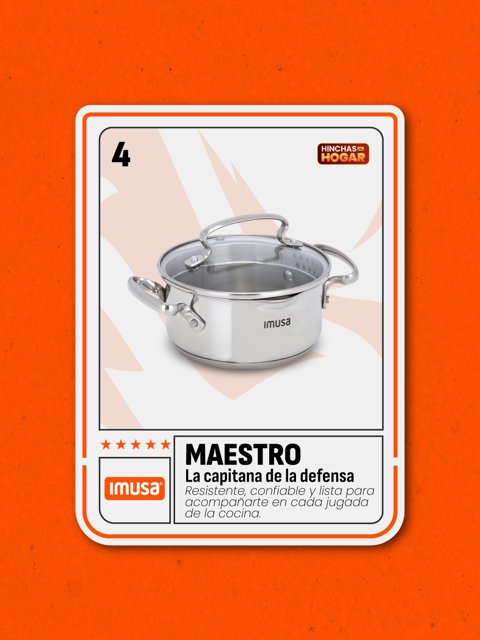 4
HINCHAS DEL
HOGAR
IMUSA
IMUSA
MAESTRO
La capitana de la defensa
Resistente, confiable y lista para
acompañarte en cada jugada
de la cocina.